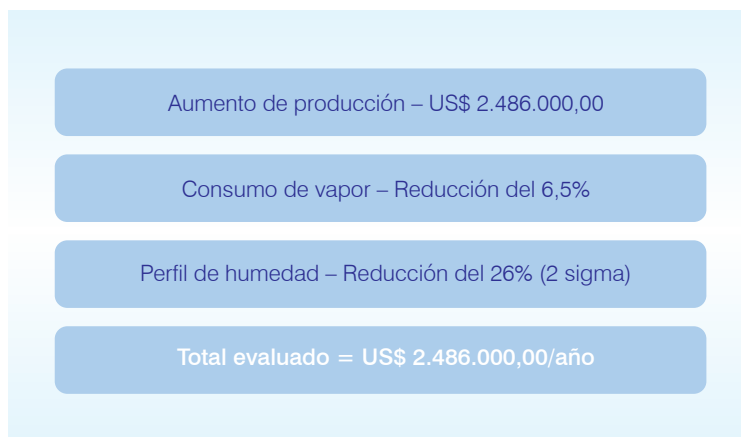 Aumento de producción – US$ 2.486.000,00
Consumo de vapor – Reducción del 6,5%
Perfil de humedad – Reducción del 26% (2 sigma)
Total evaluado = US$ 2.486.000,00/año